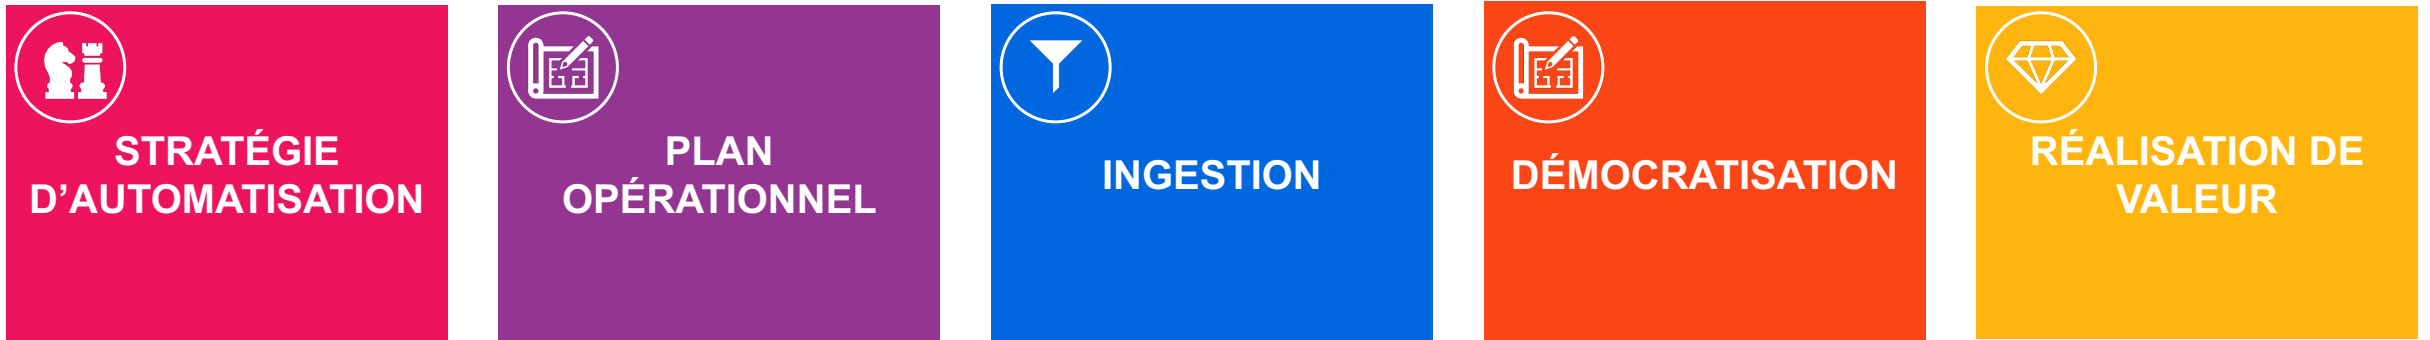 STRATÉGIE
D’AUTOMATISATION
PLAN
OPÉRATIONNEL
INGESTION
DÉMOCRATISATION
RÉALISATION DE
VALEUR